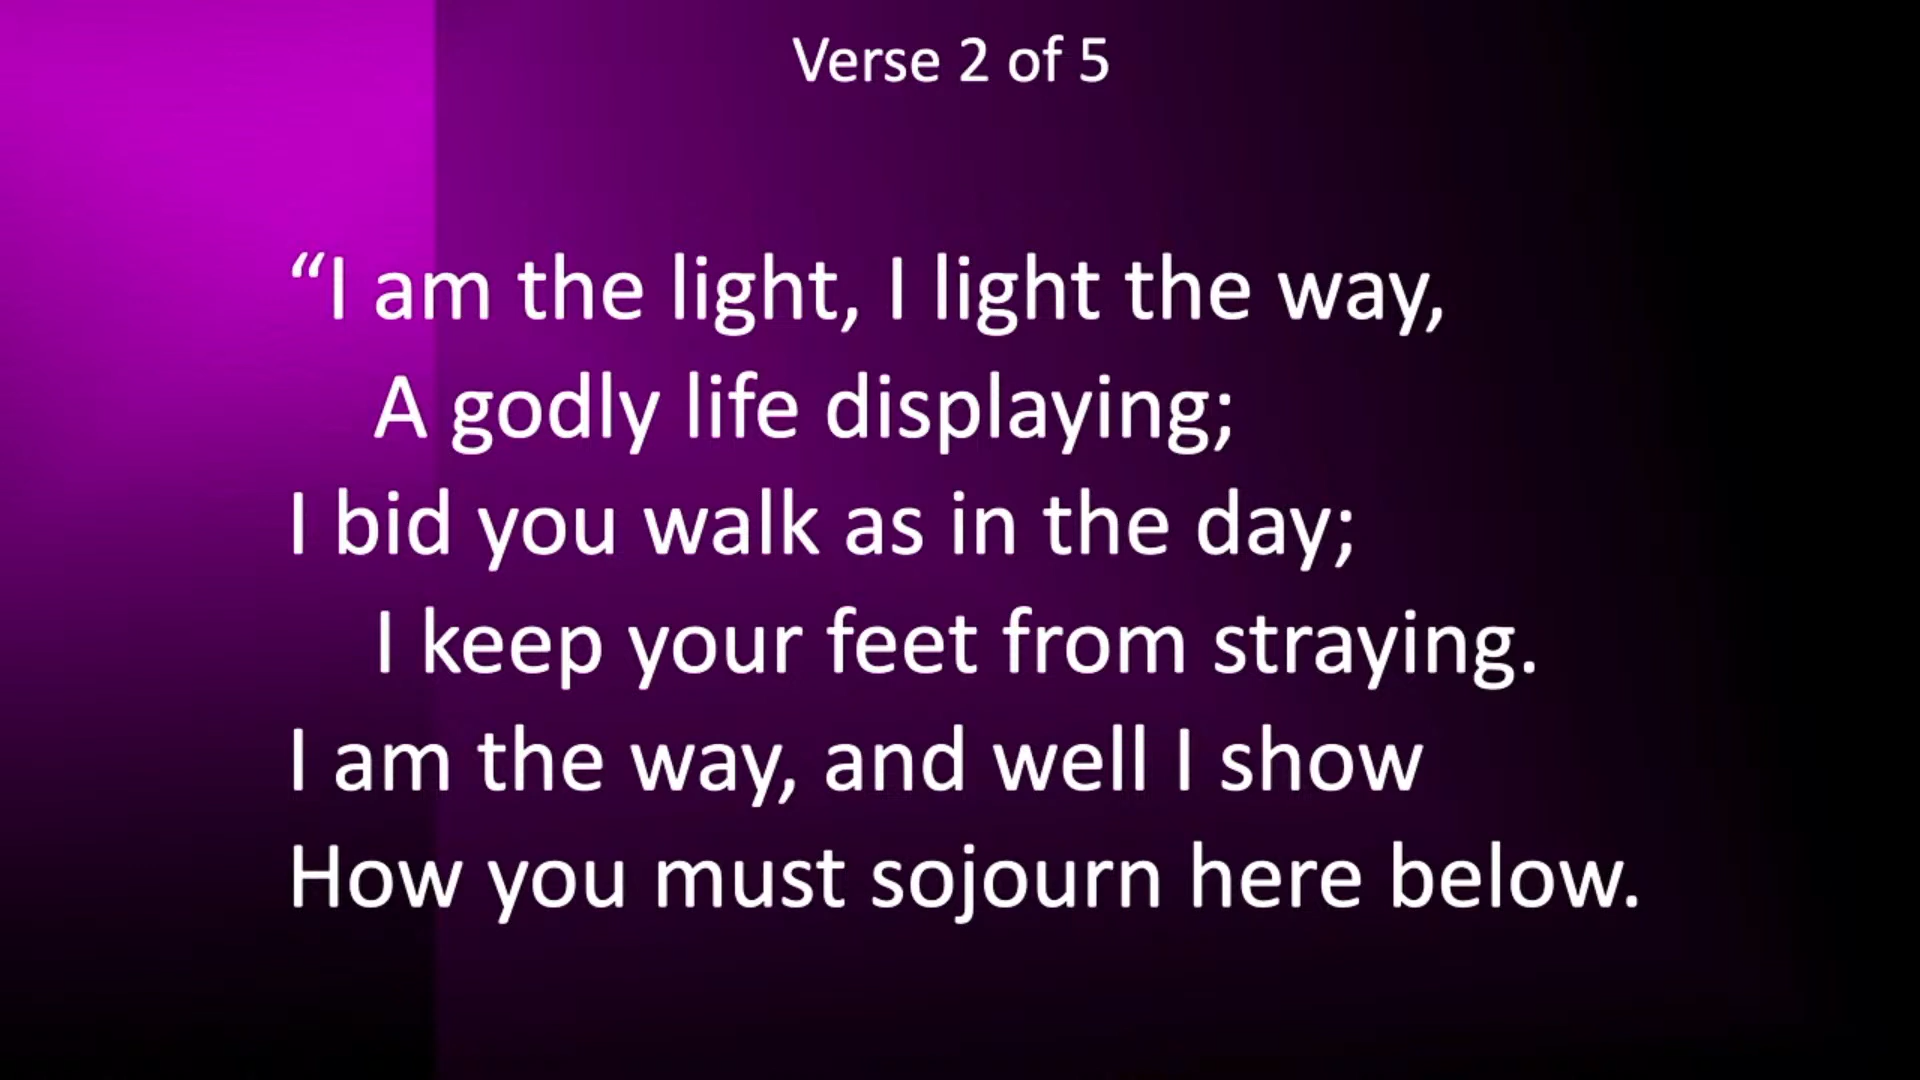 Verse 2 of 5
“I am the light, I light the way,
A godly life displaying;
I bid you walk as in the day;
I keep your feet from straying.
I am the way, and well I show
How you must sojourn here below.